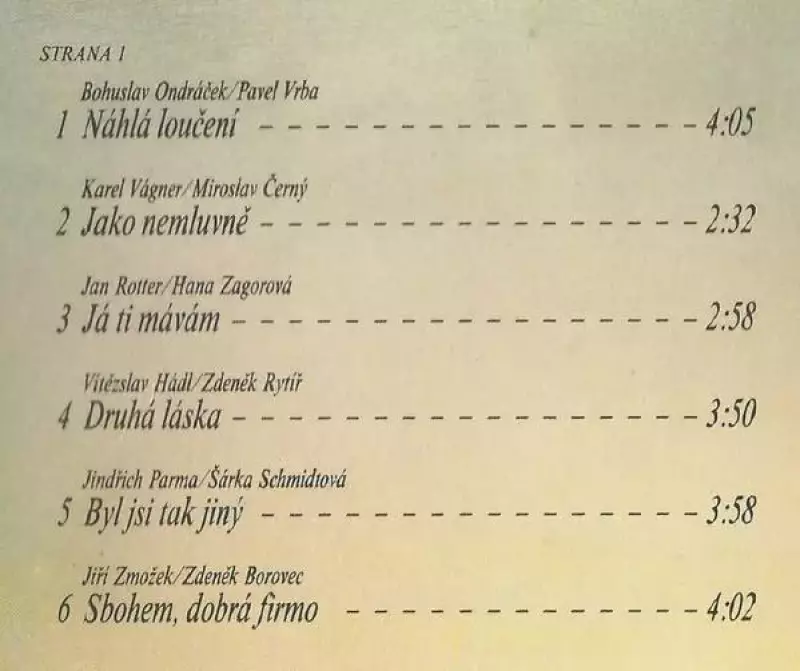 STRANA 1
Bohuslav Ondráček/Pavel Vrba
1 Náhlá loučení – – – – – – – – – – – – – – – – 4:05
Karel Vágner/Miroslav Černý
2 Jako nemluvně – – – – – – – – – – – – – – – – 2:32
Jan Rotter/Hana Zagorová
3 Já ti mávám – – – – – – – – – – – – – – – – – 2:58
Vítězslav Hádl/Zdeněk Rytíř
4 Druhá láska – – – – – – – – – – – – – – – – – 3:50
Jindřich Parma/Šárka Schmidtová
5 Byl jsi tak jiný – – – – – – – – – – – – – – – – 3:58
Jiří Zmožek/Zdeněk Borovec
6 Sbohem, dobrá firmo – – – – – – – – – – – – – 4:02